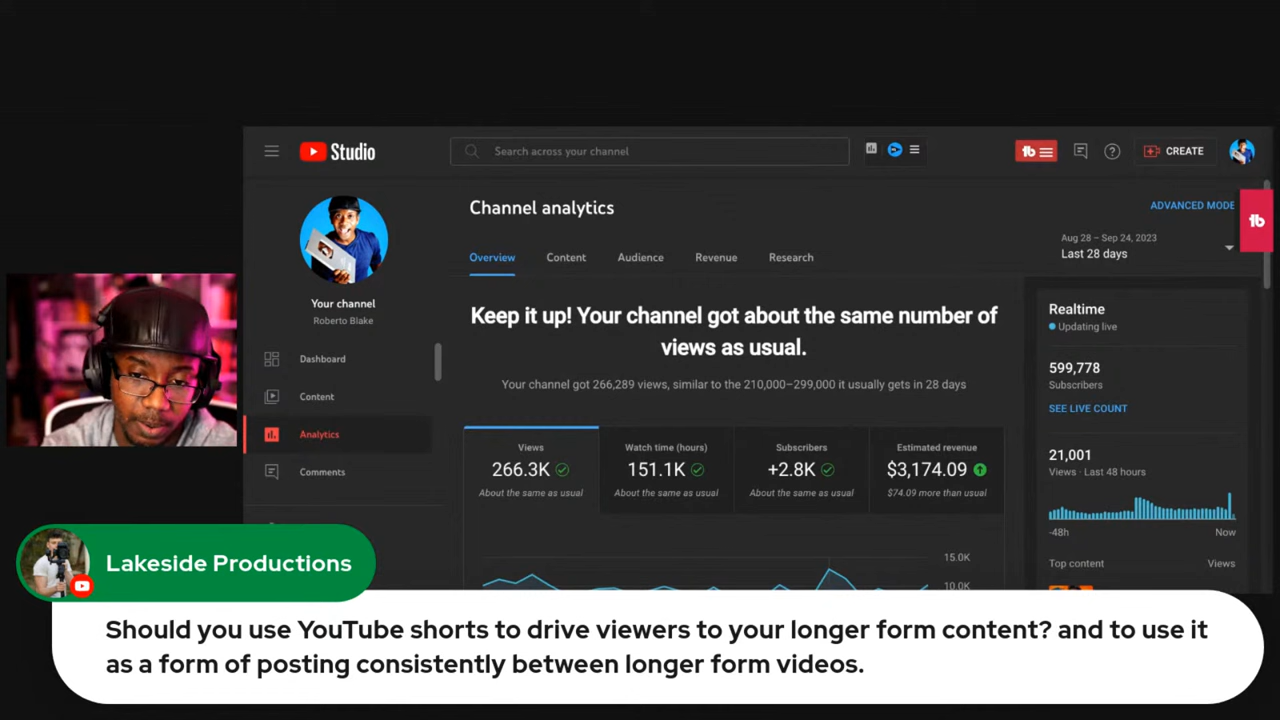 Studio
Search across your channel
CREATE
Channel analytics
ADVANCED MODE
Aug 28 – Sep 24, 2023
Last 28 days
Overview
Content
Audience
Revenue
Research
Your channel
Roberto Blake
Dashboard
Content
Analytics
Comments
Keep it up! Your channel got about the same number of
views as usual.
Your channel got 266,289 views, similar to the 210,000–299,000 it usually gets in 28 days
Views
266.3K
About the same as usual
Watch time (hours)
151.1K
About the same as usual
Subscribers
+2.8K
About the same as usual
Estimated revenue
$3,174.09
$74.09 more than usual
15.0K
10.0K
Realtime
Updating live
599,778
Subscribers
SEE LIVE COUNT
21,001
Views · Last 48 hours
-48h
Now
Top content
Views
Lakeside Productions
Should you use YouTube shorts to drive viewers to your longer form content? and to use it
as a form of posting consistently between longer form videos.